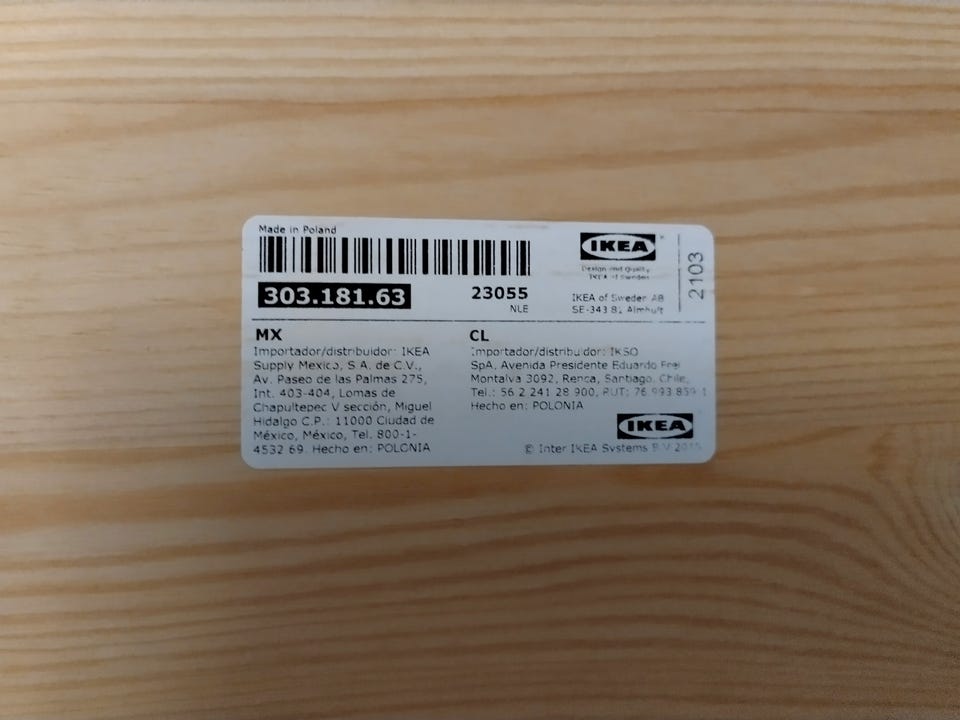 Made in Poland
IKEA
Design and Quality
IKEA of Sweden
2103
303.181.63
23055
NLE
IKEA of Sweden AB
SE-343 81 Älmhult
MX
Importador/distribuidor: IKEA
Supply Mexico, S.A. de C.V.,
Av. Paseo de las Palmas 275,
Int. 403-404, Lomas de
Chapultepec V sección, Miguel
Hidalgo C.P.: 11000 Ciudad de
México, México, Tel. 800-1-
4532 69. Hecho en: POLONIA
CL
Importador/distribuidor: IKSO
SpA, Avenida Presidente Eduardo Frei
Montalva 3092, Renca, Santiago, Chile,
Tel.: 56 2 241 28 900, RUT: 76.993.859-1
Hecho en: POLONIA
IKEA
© Inter IKEA Systems B.V.